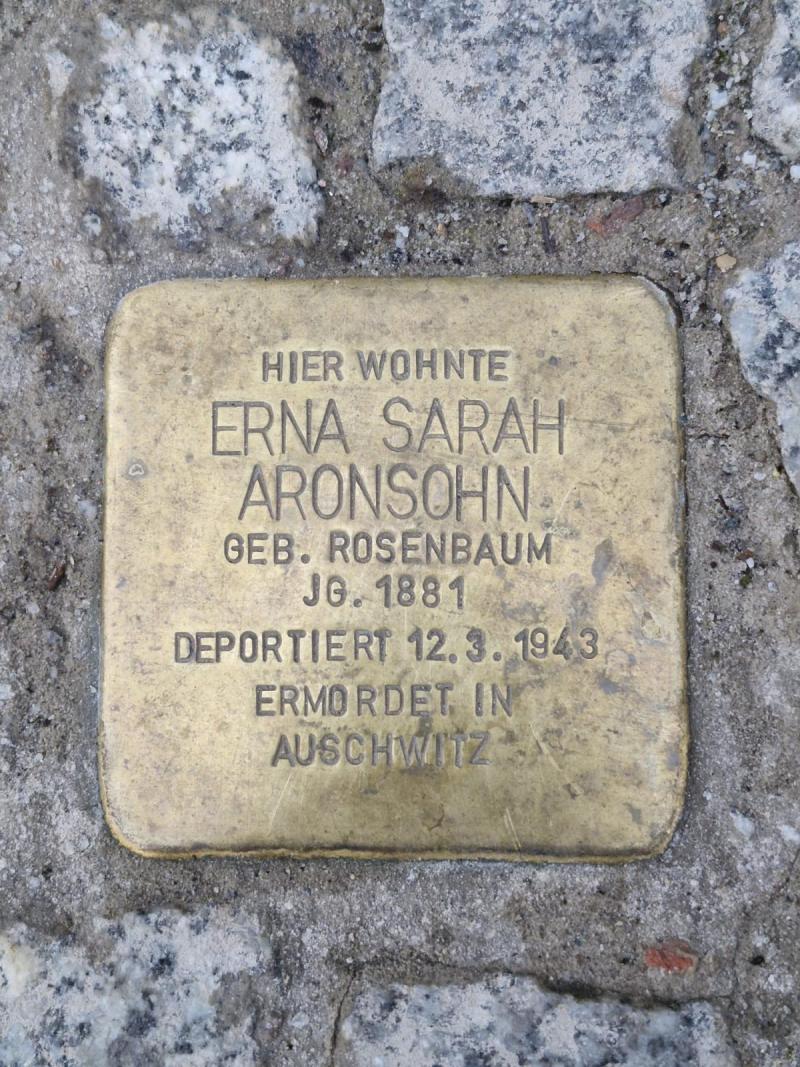 HIER WOHNTE
ERNA SARAH
ARONSOHN
GEB. ROSENBAUM
JG. 1881
DEPORTIERT 12.3.1943
ERMORDET IN
AUSCHWITZ